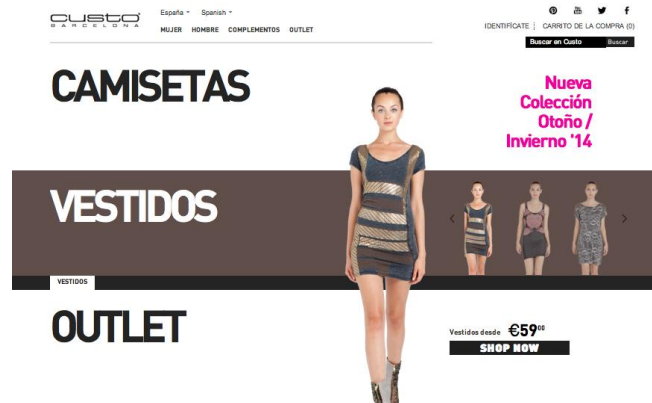 CUSTO
BARCELONA
España
Spanish
MUJER HOMBRE COMPLEMENTOS OUTLET
IDENTIFÍCATE | CARRITO DE LA COMPRA (0)
Buscar en Custo Buscar
CAMISETAS
Nueva
Colección
Otoño /
Invierno '14
VESTIDOS
VESTIDOS
OUTLET
Vestidos desde €59⁰⁰
SHOP NOW